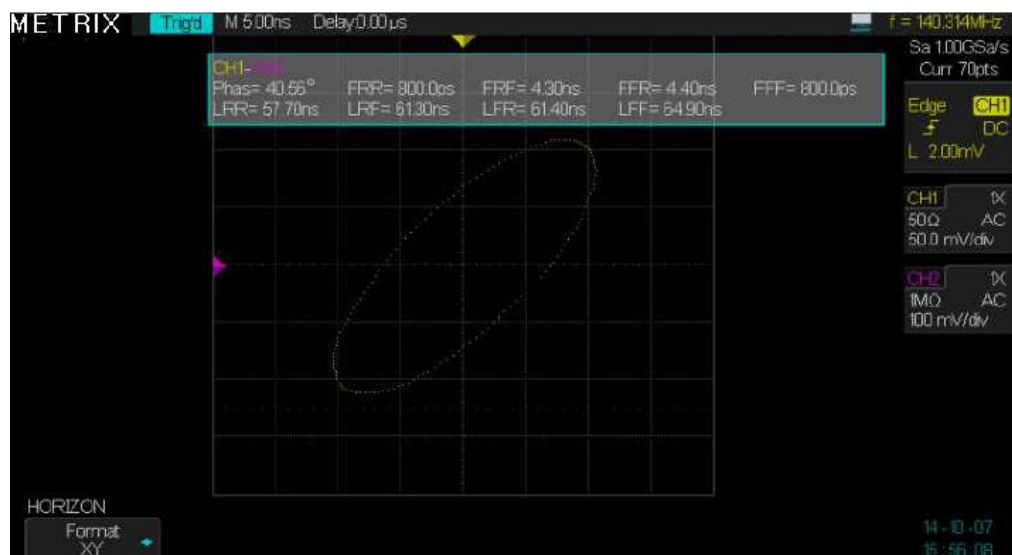 METRIX Trig'd M 5.00ns Delay:0.00µs f = 140.314MHz
Sa 1.00GSa/s
Curr 70pts
CH1-
Phas= 40.56° FRR= 800.0ps FRF= 4.30ns FFR= 4.40ns FFF= 800.0ps
LRR= 57.70ns LRF= 61.30ns LFR= 61.40ns LFF= 64.90ns
Edge CH1
DC
L 2.00mV
CH1 1X
50Ω AC
50.0 mV/div
CH2 1X
1MΩ AC
100 mV/div
HORIZON
Format
XY
14-10-07
15:56:08